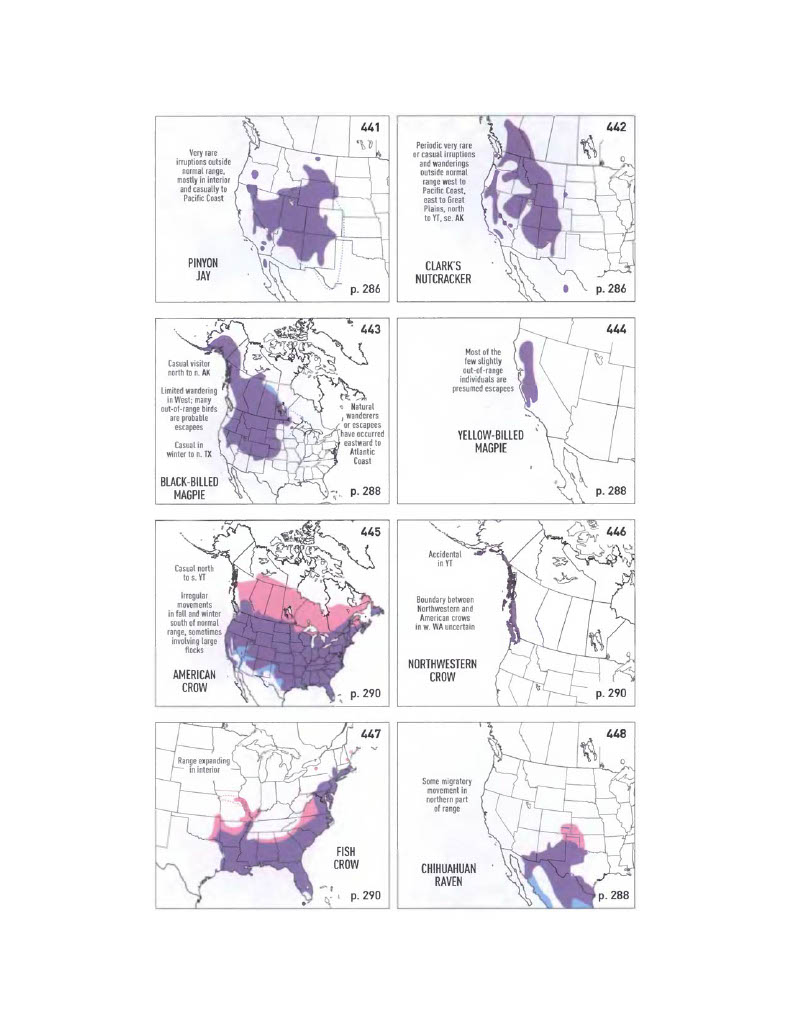 441
Very rare
irruptions outside
normal range,
mostly in interior
and casually to
Pacific Coast
PINYON
JAY
p. 286
442
Periodic very rare
or casual irruptions
and wanderings
outside normal
range west to
Pacific Coast,
east to Great
Plains, north
to YT, se. AK
CLARK'S
NUTCRACKER
p. 286
443
Casual visitor
north to n. AK
Limited wandering
in West; many
out-of-range birds
are probable
escapees
Casual in
winter to n. TX
Natural
wanderers
or escapees
have occurred
eastward to
Atlantic
Coast
BLACK-BILLED
MAGPIE
p. 288
444
Most of the
few slightly
out-of-range
individuals are
presumed escapees
YELLOW-BILLED
MAGPIE
p. 288
445
Casual north
to s. YT
Irregular
movements
in fall and winter
south of normal
range, sometimes
involving large
flocks
AMERICAN
CROW
p. 290
446
Accidental
in YT
Boundary between
Northwestern and
American crows
in w. WA uncertain
NORTHWESTERN
CROW
p. 290
447
Range expanding
in interior
FISH
CROW
p. 290
448
Some migratory
movement in
northern part
of range
CHIHUAHUAN
RAVEN
p. 288